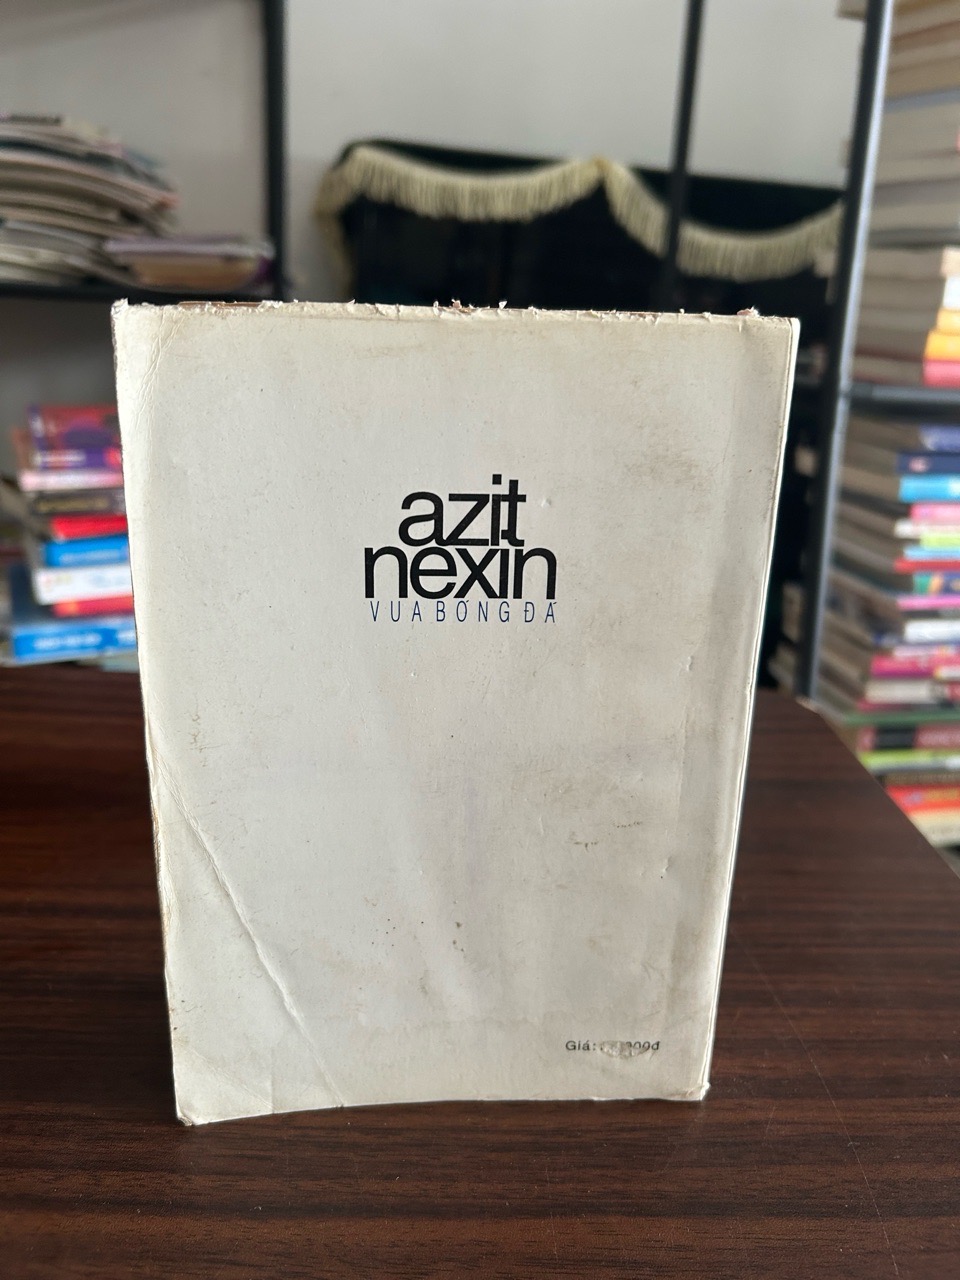 azit
nexin
VUA BÓNG ĐÁ
Giá: